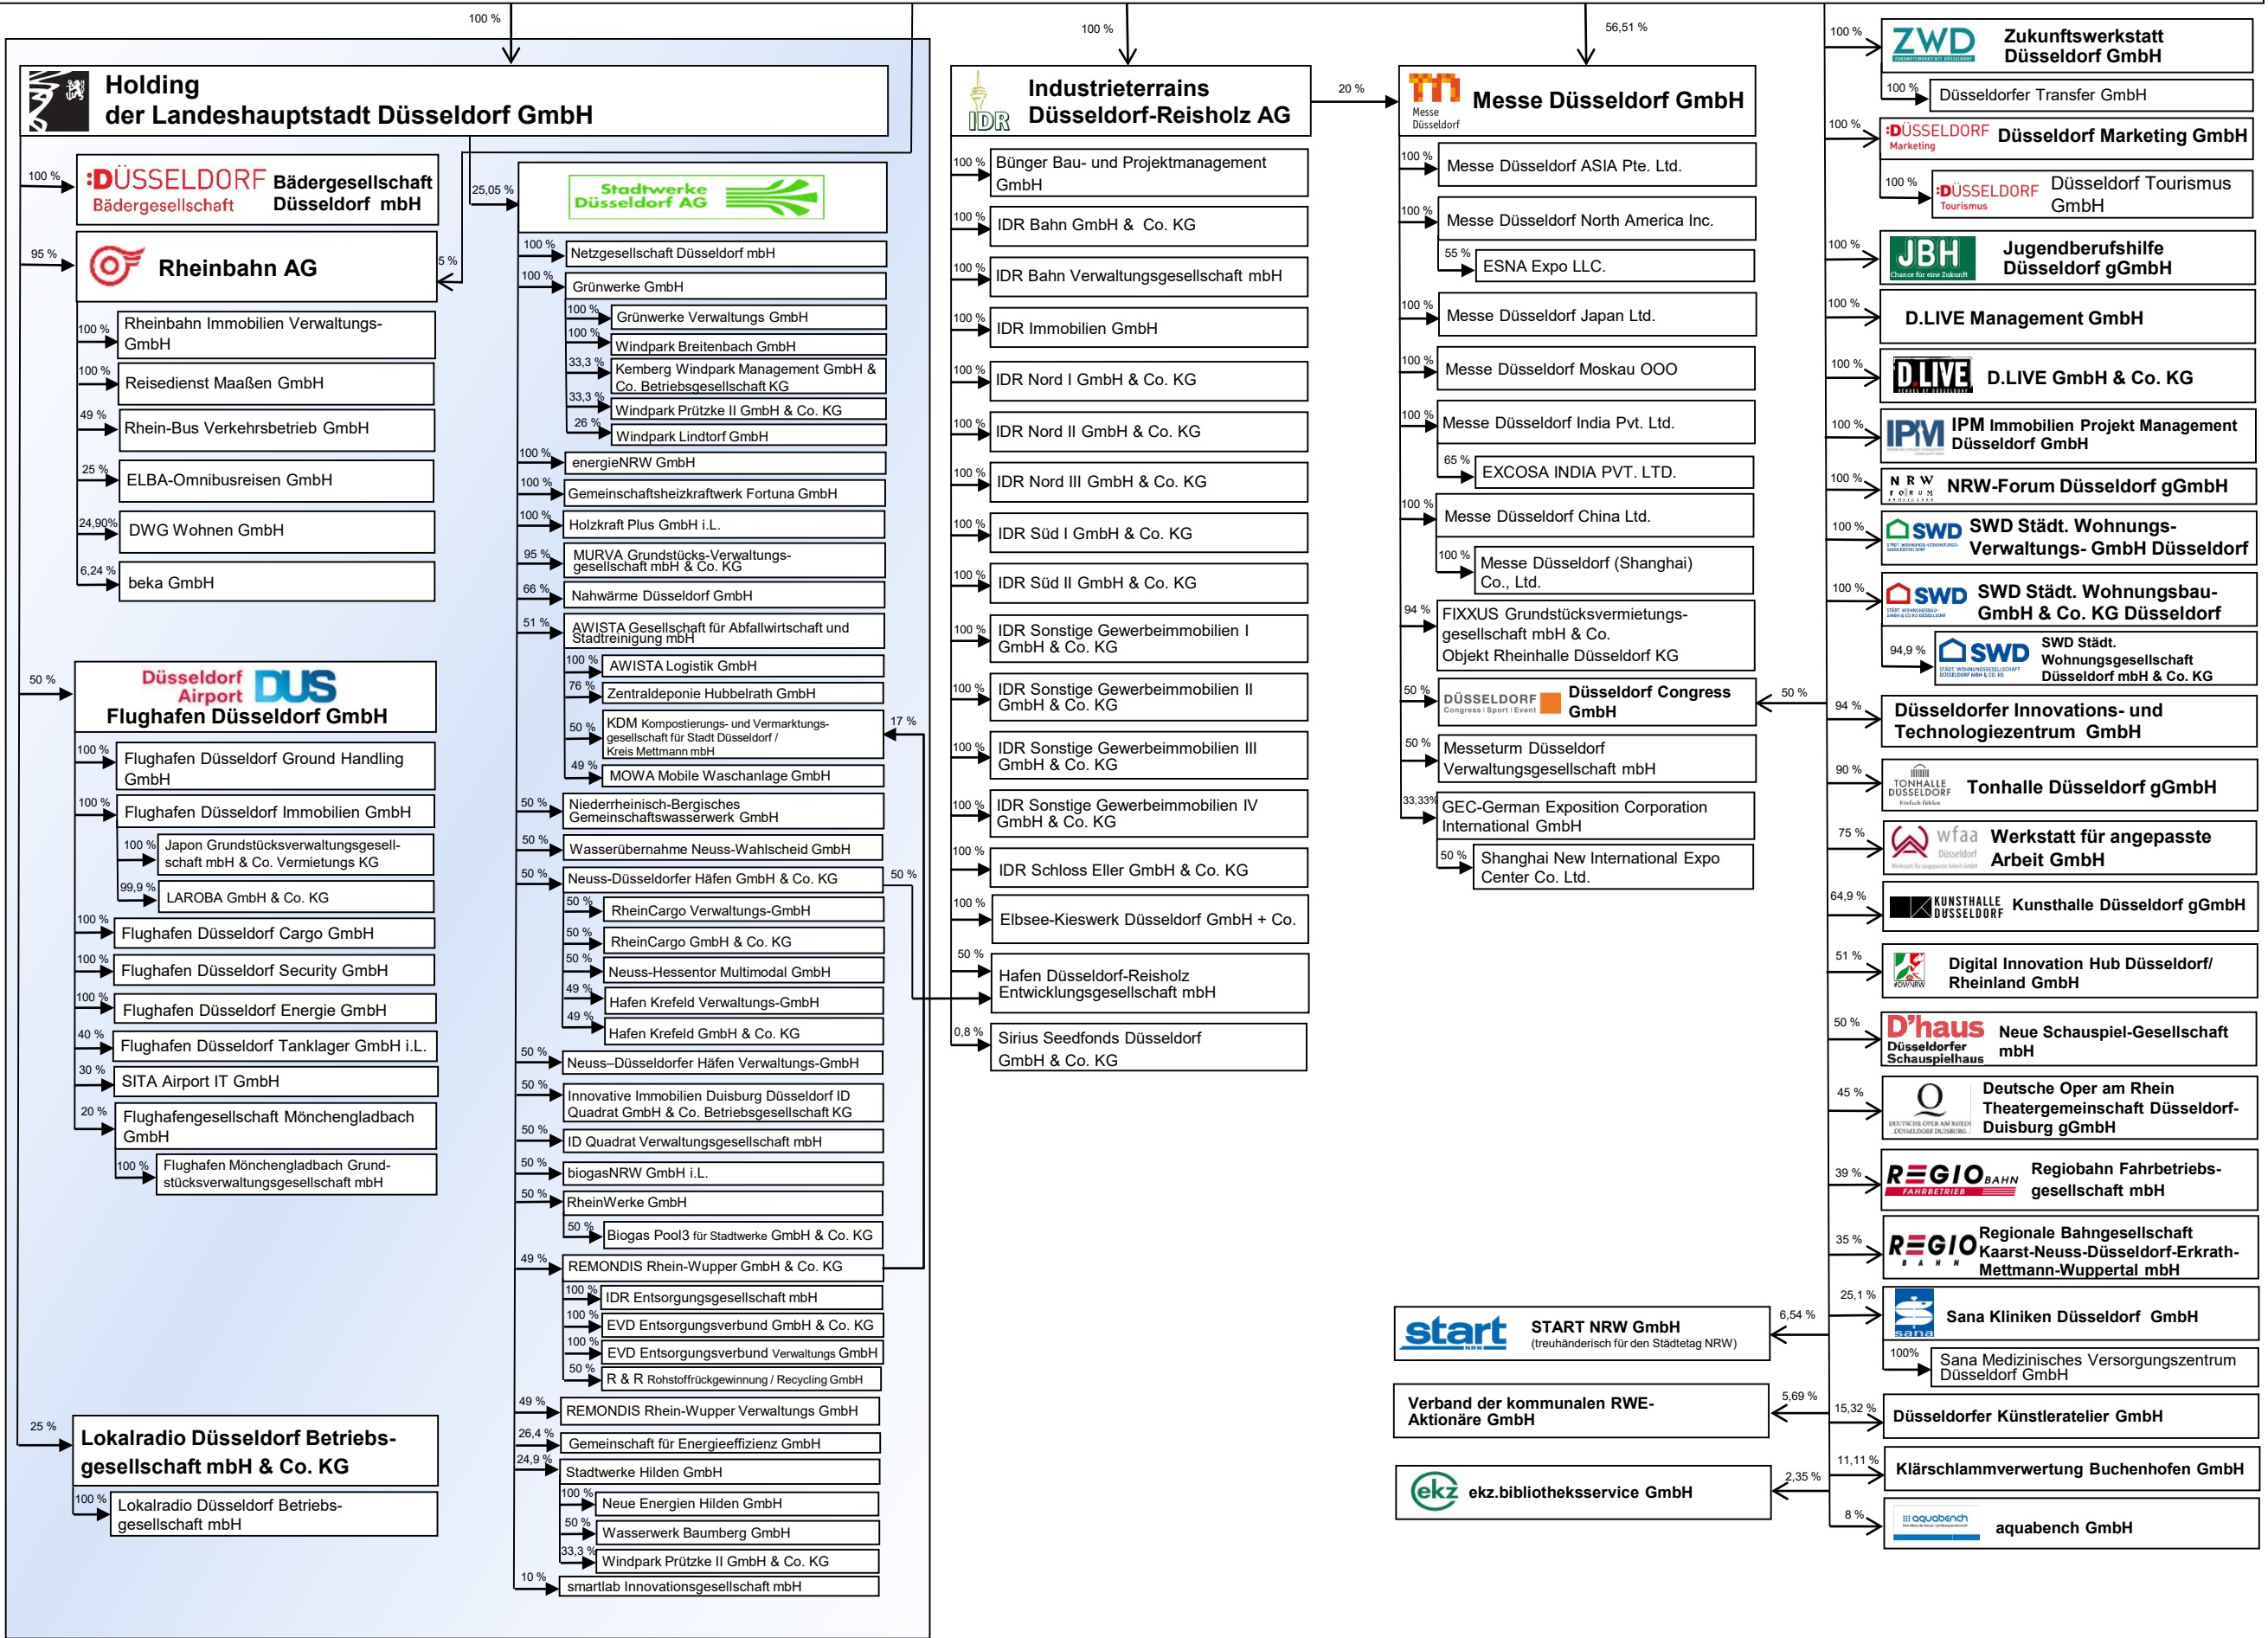 100 %
Holding
der Landeshauptstadt Düsseldorf GmbH
100 %
:DÜSSELDORF
Bädergesellschaft
Bädergesellschaft
Düsseldorf mbH
95 %
Rheinbahn AG
5 %
100 %
Rheinbahn Immobilien Verwaltungs-
GmbH
100 %
Reisedienst Maaßen GmbH
49 %
Rhein-Bus Verkehrsbetrieb GmbH
25 %
ELBA-Omnibusreisen GmbH
24,90%
DWG Wohnen GmbH
6,24 %
beka GmbH
50 %
Düsseldorf
Airport DUS
Flughafen Düsseldorf GmbH
100 %
Flughafen Düsseldorf Ground Handling
GmbH
100 %
Flughafen Düsseldorf Immobilien GmbH
100 %
Japon Grundstücksverwaltungsgesell-
schaft mbH & Co. Vermietungs KG
99,9 %
LAROBA GmbH & Co. KG
100 %
Flughafen Düsseldorf Cargo GmbH
100 %
Flughafen Düsseldorf Security GmbH
100 %
Flughafen Düsseldorf Energie GmbH
40 %
Flughafen Düsseldorf Tanklager GmbH i.L.
30 %
SITA Airport IT GmbH
20 %
Flughafengesellschaft Mönchengladbach
GmbH
100 %
Flughafen Mönchengladbach Grund-
stücksverwaltungsgesellschaft mbH
25 %
Lokalradio Düsseldorf Betriebs-
gesellschaft mbH & Co. KG
100 %
Lokalradio Düsseldorf Betriebs-
gesellschaft mbH
25,05 %
Stadtwerke
Düsseldorf AG
100 %
Netzgesellschaft Düsseldorf mbH
100 %
Grünwerke GmbH
100 %
Grünwerke Verwaltungs GmbH
100 %
Windpark Breitenbach GmbH
33,3 %
Kemberg Windpark Management GmbH &
Co. Betriebsgesellschaft KG
33,3 %
Windpark Prützke II GmbH & Co. KG
26 %
Windpark Lindtorf GmbH
100 %
energieNRW GmbH
100 %
Gemeinschaftsheizkraftwerk Fortuna GmbH
100 %
Holzkraft Plus GmbH i.L.
95 %
MURVA Grundstücks-Verwaltungs-
gesellschaft mbH & Co. KG
66 %
Nahwärme Düsseldorf GmbH
51 %
AWISTA Gesellschaft für Abfallwirtschaft und
Stadtreinigung mbH
100 %
AWISTA Logistik GmbH
76 %
Zentraldeponie Hubbelrath GmbH
50 %
KDM Kompostierungs- und Vermarktungs-
gesellschaft für Stadt Düsseldorf /
Kreis Mettmann mbH
17 %
49 %
MOWA Mobile Waschanlage GmbH
50 %
Niederrheinisch-Bergisches
Gemeinschaftswasserwerk GmbH
50 %
Wasserübernahme Neuss-Wahlscheid GmbH
50 %
Neuss-Düsseldorfer Häfen GmbH & Co. KG
50 %
50 %
RheinCargo Verwaltungs-GmbH
50 %
RheinCargo GmbH & Co. KG
50 %
Neuss-Hessentor Multimodal GmbH
49 %
Hafen Krefeld Verwaltungs-GmbH
49 %
Hafen Krefeld GmbH & Co. KG
50 %
Neuss–Düsseldorfer Häfen Verwaltungs-GmbH
50 %
Innovative Immobilien Duisburg Düsseldorf ID
Quadrat GmbH & Co. Betriebsgesellschaft KG
50 %
ID Quadrat Verwaltungsgesellschaft mbH
50 %
biogasNRW GmbH i.L.
50 %
RheinWerke GmbH
50 %
Biogas Pool3 für Stadtwerke GmbH & Co. KG
49 %
REMONDIS Rhein-Wupper GmbH & Co. KG
100 %
IDR Entsorgungsgesellschaft mbH
100 %
EVD Entsorgungsverbund GmbH & Co. KG
100 %
EVD Entsorgungsverbund Verwaltungs GmbH
50 %
R & R Rohstoffrückgewinnung / Recycling GmbH
49 %
REMONDIS Rhein-Wupper Verwaltungs GmbH
26,4 %
Gemeinschaft für Energieeffizienz GmbH
24,9 %
Stadtwerke Hilden GmbH
100 %
Neue Energien Hilden GmbH
50 %
Wasserwerk Baumberg GmbH
33,3 %
Windpark Prützke II GmbH & Co. KG
10 %
smartlab Innovationsgesellschaft mbH
100 %
IDR
Industrieterrains
Düsseldorf-Reisholz AG
20 %
100 %
Bünger Bau- und Projektmanagement
GmbH
100 %
IDR Bahn GmbH & Co. KG
100 %
IDR Bahn Verwaltungsgesellschaft mbH
100 %
IDR Immobilien GmbH
100 %
IDR Nord I GmbH & Co. KG
100 %
IDR Nord II GmbH & Co. KG
100 %
IDR Nord III GmbH & Co. KG
100 %
IDR Süd I GmbH & Co. KG
100 %
IDR Süd II GmbH & Co. KG
100 %
IDR Sonstige Gewerbeimmobilien I
GmbH & Co. KG
100 %
IDR Sonstige Gewerbeimmobilien II
GmbH & Co. KG
100 %
IDR Sonstige Gewerbeimmobilien III
GmbH & Co. KG
100 %
IDR Sonstige Gewerbeimmobilien IV
GmbH & Co. KG
100 %
IDR Schloss Eller GmbH & Co. KG
100 %
Elbsee-Kieswerk Düsseldorf GmbH + Co.
50 %
Hafen Düsseldorf-Reisholz
Entwicklungsgesellschaft mbH
0,8 %
Sirius Seedfonds Düsseldorf
GmbH & Co. KG
56,51 %
Messe
Düsseldorf
Messe Düsseldorf GmbH
100 %
Messe Düsseldorf ASIA Pte. Ltd.
100 %
Messe Düsseldorf North America Inc.
55 %
ESNA Expo LLC.
100 %
Messe Düsseldorf Japan Ltd.
100 %
Messe Düsseldorf Moskau OOO
100 %
Messe Düsseldorf India Pvt. Ltd.
65 %
EXCOSA INDIA PVT. LTD.
100 %
Messe Düsseldorf China Ltd.
100 %
Messe Düsseldorf (Shanghai)
Co., Ltd.
94 %
FIXXUS Grundstücksvermietungs-
gesellschaft mbH & Co.
Objekt Rheinhalle Düsseldorf KG
50 %
DÜSSELDORF
Congress | Sport | Event
Düsseldorf Congress
GmbH
50 %
50 %
Messeturm Düsseldorf
Verwaltungsgesellschaft mbH
33,33%
GEC-German Exposition Corporation
International GmbH
50 %
Shanghai New International Expo
Center Co. Ltd.
START NRW GmbH
(treuhänderisch für den Städtetag NRW)
start
NRW
6,54 %
Verband der kommunalen RWE-
Aktionäre GmbH
5,69 %
ekz
ekz.bibliotheksservice GmbH
2,35 %
100 %
ZWD
ZUKUNFTSWERKSTATT DÜSSELDORF
Zukunftswerkstatt
Düsseldorf GmbH
100 %
Düsseldorfer Transfer GmbH
100 %
:DÜSSELDORF
Marketing
Düsseldorf Marketing GmbH
100 %
:DÜSSELDORF
Tourismus
Düsseldorf Tourismus
GmbH
100 %
JBH
Chance für eine Zukunft
Jugendberufshilfe
Düsseldorf gGmbH
100 %
D.LIVE Management GmbH
100 %
D.LIVE
D.LIVE GmbH & Co. KG
100 %
IPM
IPM Immobilien Projekt Management
Düsseldorf GmbH
100 %
NRW
FORUM
NRW-Forum Düsseldorf gGmbH
100 %
SWD
SWD Städt. Wohnungs-
Verwaltungs- GmbH Düsseldorf
100 %
SWD
SWD Städt. Wohnungsbau-
GmbH & Co. KG Düsseldorf
94,9 %
SWD
STÄDT. WOHNUNGSGESELLSCHAFT
DÜSSELDORF MBH & CO. KG
SWD Städt.
Wohnungsgesellschaft
Düsseldorf mbH & Co. KG
94 %
Düsseldorfer Innovations- und
Technologiezentrum GmbH
90 %
TONHALLE
DÜSSELDORF
Einfach fühlen
Tonhalle Düsseldorf gGmbH
75 %
wfaa
Düsseldorf
Werkstatt für angepasste Arbeit GmbH
Werkstatt für angepasste
Arbeit GmbH
64,9 %
KUNSTHALLE
DÜSSELDORF
Kunsthalle Düsseldorf gGmbH
51 %
#DWNRW
Digital Innovation Hub Düsseldorf/
Rheinland GmbH
50 %
D'haus
Düsseldorfer
Schauspielhaus
Neue Schauspiel-Gesellschaft
mbH
45 %
DEUTSCHE OPER AM RHEIN
DÜSSELDORF DUISBURG
Deutsche Oper am Rhein
Theatergemeinschaft Düsseldorf-
Duisburg gGmbH
39 %
REGIOBAHN
FAHRBETRIEB
Regiobahn Fahrbetriebs-
gesellschaft mbH
35 %
REGIO
BAHN
Regionale Bahngesellschaft
Kaarst-Neuss-Düsseldorf-Erkrath-
Mettmann-Wuppertal mbH
25,1 %
sana
Sana Kliniken Düsseldorf GmbH
100%
Sana Medizinisches Versorgungszentrum
Düsseldorf GmbH
15,32 %
Düsseldorfer Künstleratelier GmbH
11,11 %
Klärschlammverwertung Buchenhofen GmbH
8 %
aquabench
aquabench GmbH